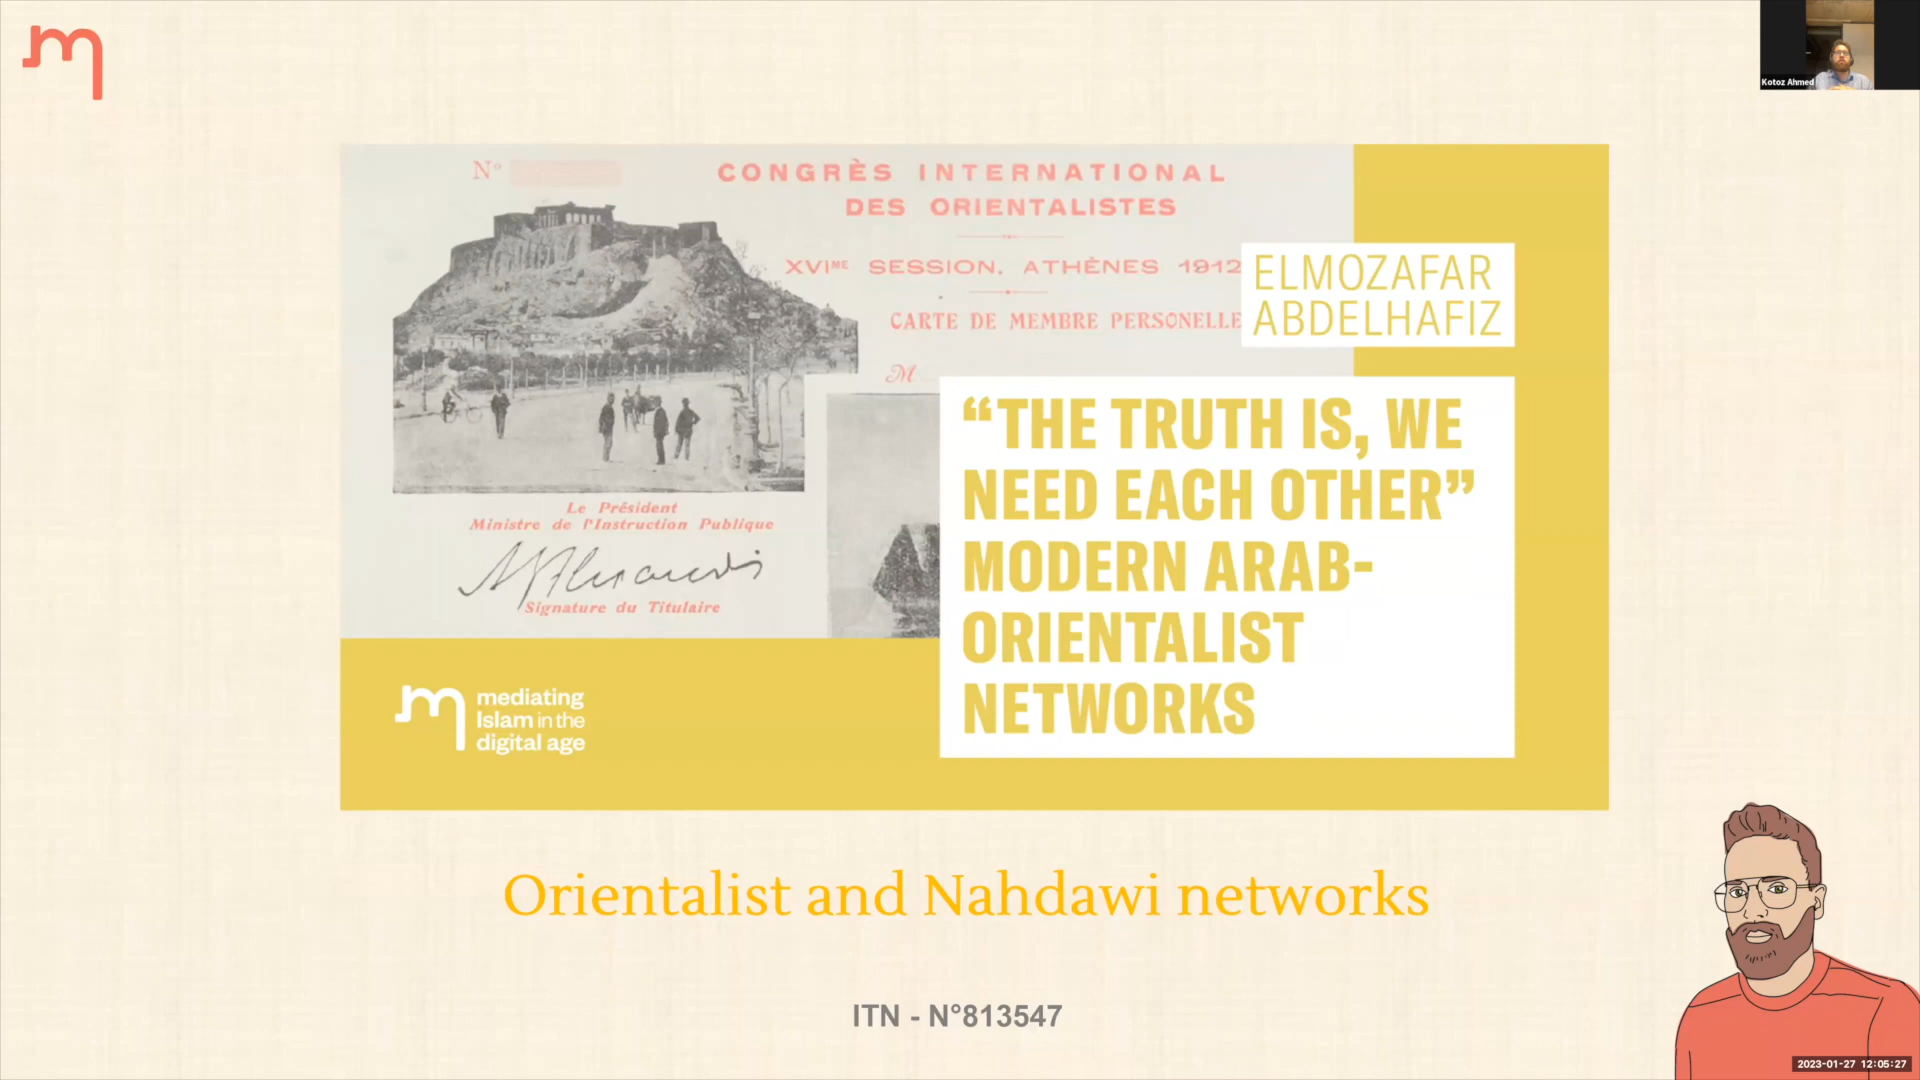 Kotoz Ahmed
Nº
CONGRÈS INTERNATIONAL
DES ORIENTALISTES
XVIᴹᴱ SESSION, ATHÈNES 1912
CARTE DE MEMBRE PERSONELLE
M
Le Président
Ministre de l'Instruction Publique
Signature du Titulaire
ELMOZAFAR
ABDELHAFIZ
“THE TRUTH IS, WE
NEED EACH OTHER”
MODERN ARAB-
ORIENTALIST
NETWORKS
mediating
Islam in the
digital age
Orientalist and Nahdawi networks
ITN - N°813547
2023-01-27 12:05:27